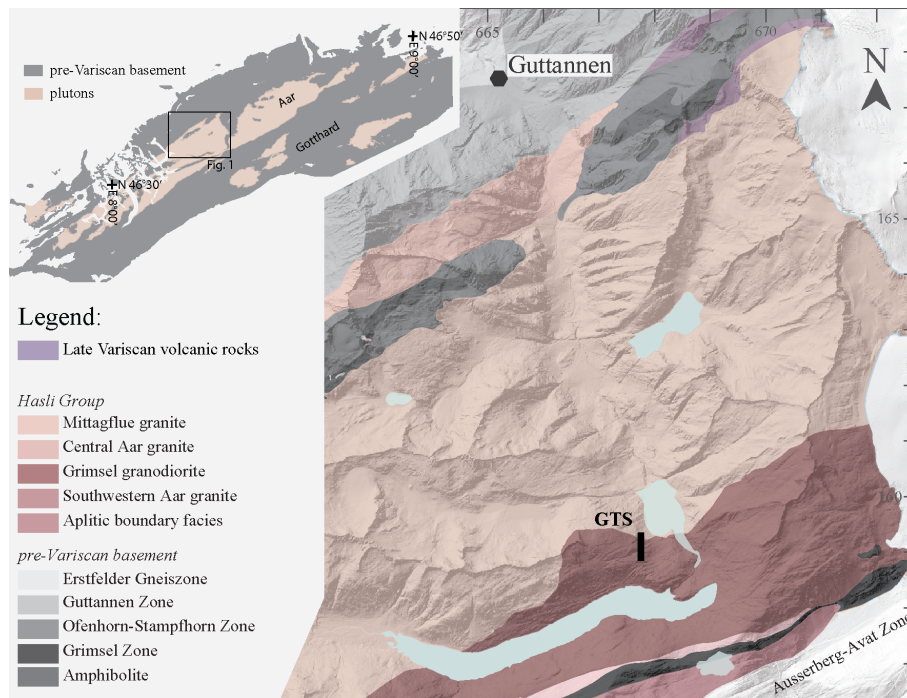 pre-Variscan basement
plutons
N 46°50'
E 9°00'
Aar
Gotthard
Fig. 1
N 46°30'
E 8°00'
665
670
Guttannen
N
165
160
GTS
Ausserberg-Avat Zone
Legend:
Late Variscan volcanic rocks
Hasli Group
Mittagflue granite
Central Aar granite
Grimsel granodiorite
Southwestern Aar granite
Aplitic boundary facies
pre-Variscan basement
Erstfelder Gneiszone
Guttannen Zone
Ofenhorn-Stampfhorn Zone
Grimsel Zone
Amphibolite